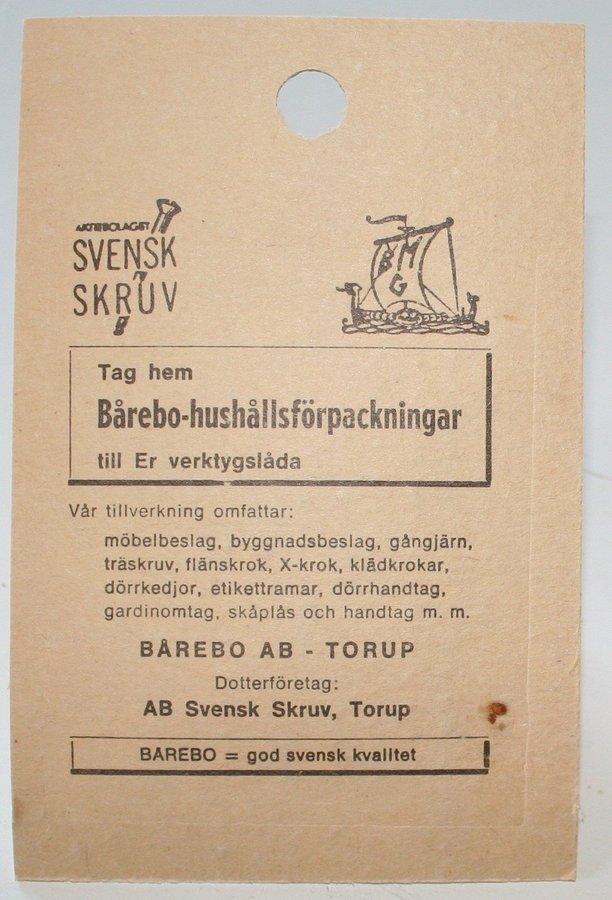 AKTIEBOLAGET
SVENSK
SKRUV
B M
G
Tag hem
Bårebo-hushållsförpackningar
till Er verktygslåda
Vår tillverkning omfattar:
möbelbeslag, byggnadsbeslag, gångjärn,
träskruv, flänskrok, X-krok, klädkrokar,
dörrkedjor, etikettramar, dörrhandtag,
gardinomtag, skåplås och handtag m. m.
BÅREBO AB - TORUP
Dotterföretag:
AB Svensk Skruv, Torup
BÅREBO = god svensk kvalitet